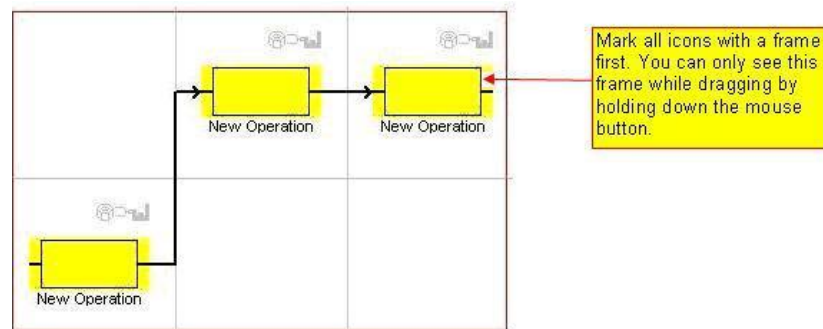 New Operation
New Operation
Mark all icons with a frame
first. You can only see this
frame while dragging by
holding down the mouse
button.
New Operation